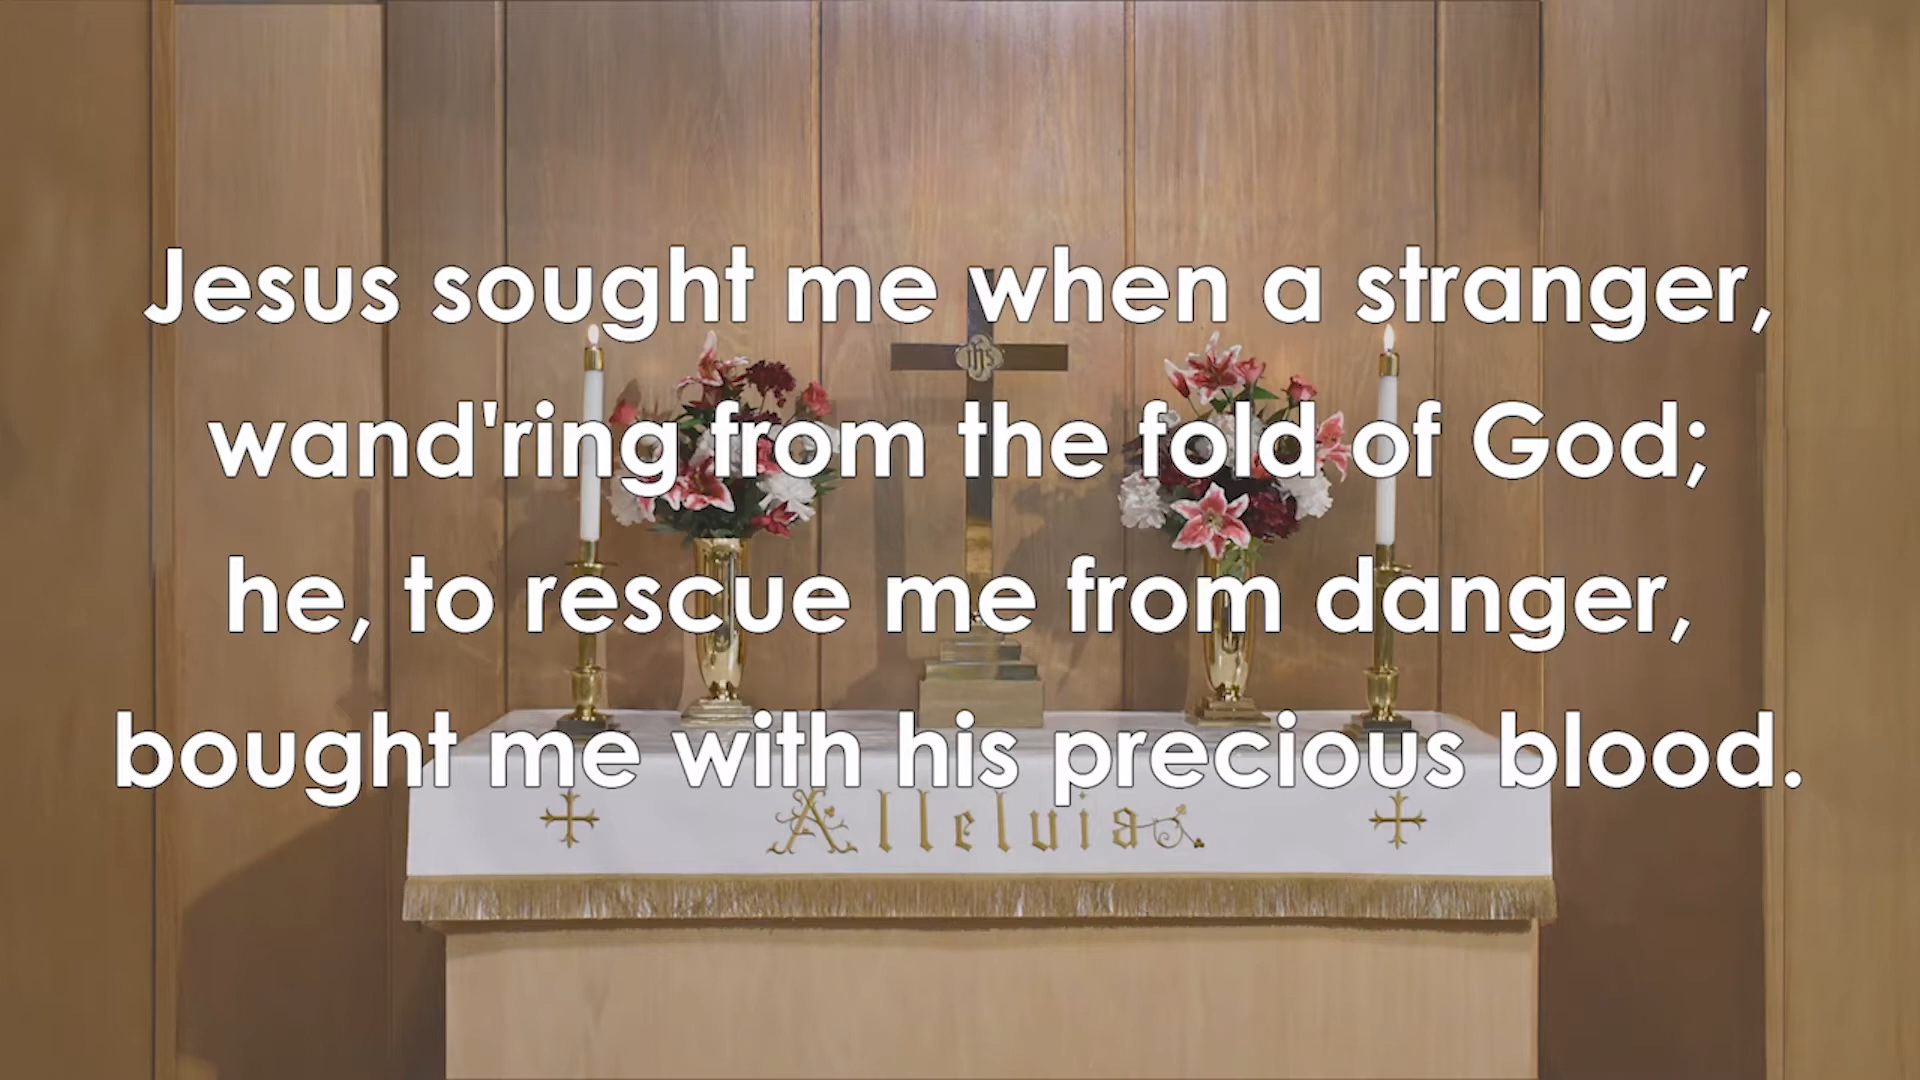 Jesus sought me when a stranger,
wand'ring from the fold of God;
he, to rescue me from danger,
bought me with his precious blood.
ihs
Alleluia